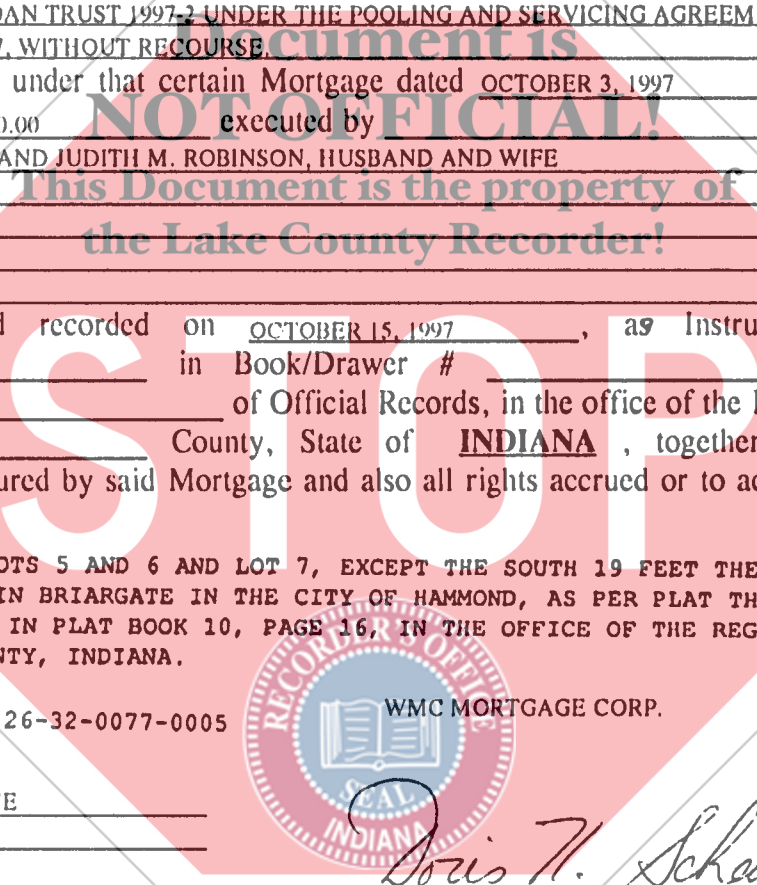 OAN TRUST 1997-2 UNDER THE POOLING AND SERVICING AGREEM
7, WITHOUT RECOURSE
Document is
under that certain Mortgage dated OCTOBER 3, 1997
NOT OFFICIAL!
0.00 executed by
AND JUDITH M. ROBINSON, HUSBAND AND WIFE
This Document is the property of
the Lake County Recorder!
d recorded on OCTOBER 15, 1997 , as Instru
in Book/Drawer #
of Official Records, in the office of the
County, State of INDIANA , together
ured by said Mortgage and also all rights accrued or to ac
STOP
OTS 5 AND 6 AND LOT 7, EXCEPT THE SOUTH 19 FEET THE
IN BRIARGATE IN THE CITY OF HAMMOND, AS PER PLAT TH
IN PLAT BOOK 10, PAGE 16, IN THE OFFICE OF THE REG
NTY, INDIANA.
26-32-0077-0005
WMC MORTGAGE CORP.
RECORDER'S OFFICE
SEAL
INDIANA
E
Doris N.